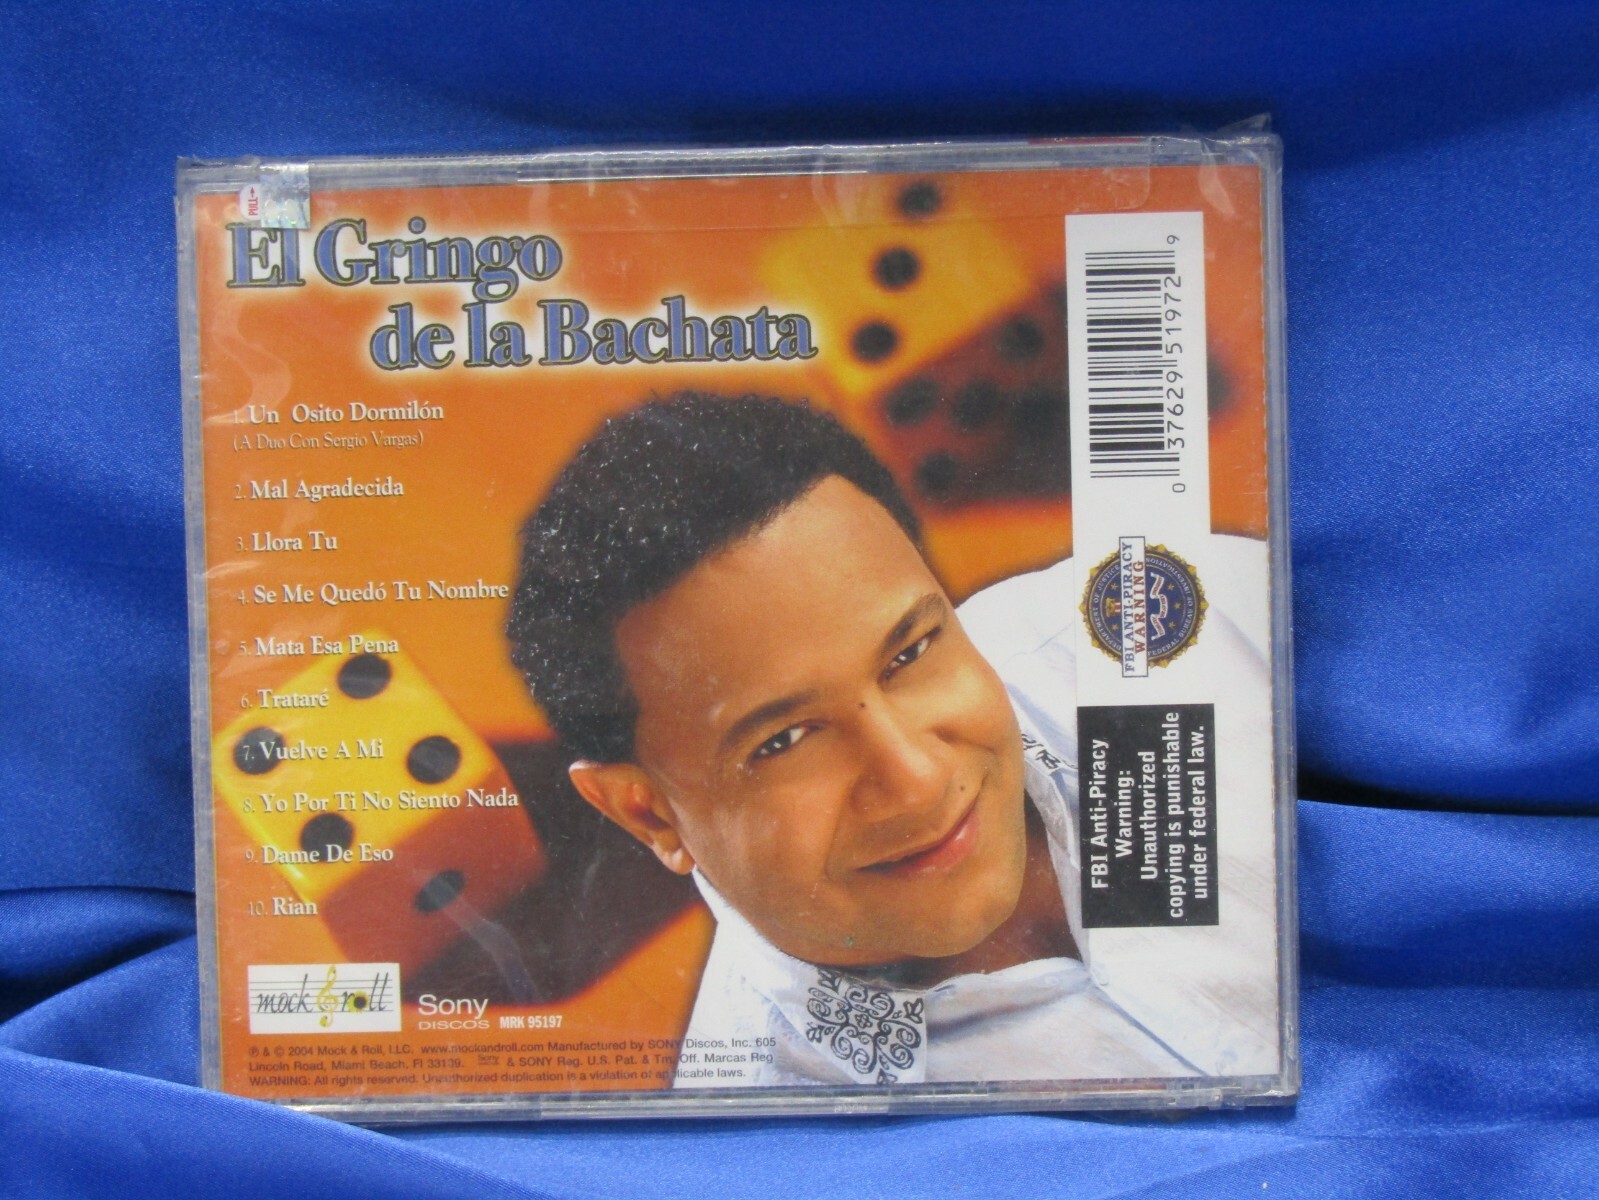 PULL→
El Gringo
de la Bachata
1. Un Osito Dormilón
(A Duo Con Sergio Vargas)
2. Mal Agradecida
3. Llora Tu
4. Se Me Quedó Tu Nombre
5. Mata Esa Pena
6. Trataré
7. Vuelve A Mi
8. Yo Por Ti No Siento Nada
9. Dame De Eso
10. Rian
mock & roll
Sony
DISCOS MRK 95197
℗ & © 2004 Mock & Roll, LLC. www.mockandroll.com Manufactured by SONY Discos, Inc. 605
Lincoln Road, Miami Beach, Fl 33139. & SONY Reg. U.S. Pat. & Tm. Off. Marcas Reg
WARNING: All rights reserved. Unauthorized duplication is a violation of applicable laws.
0 37629 51972 9
FBI ANTI-PIRACY
WARNING
FBI Anti-Piracy
Warning:
Unauthorized
copying is punishable
under federal law.